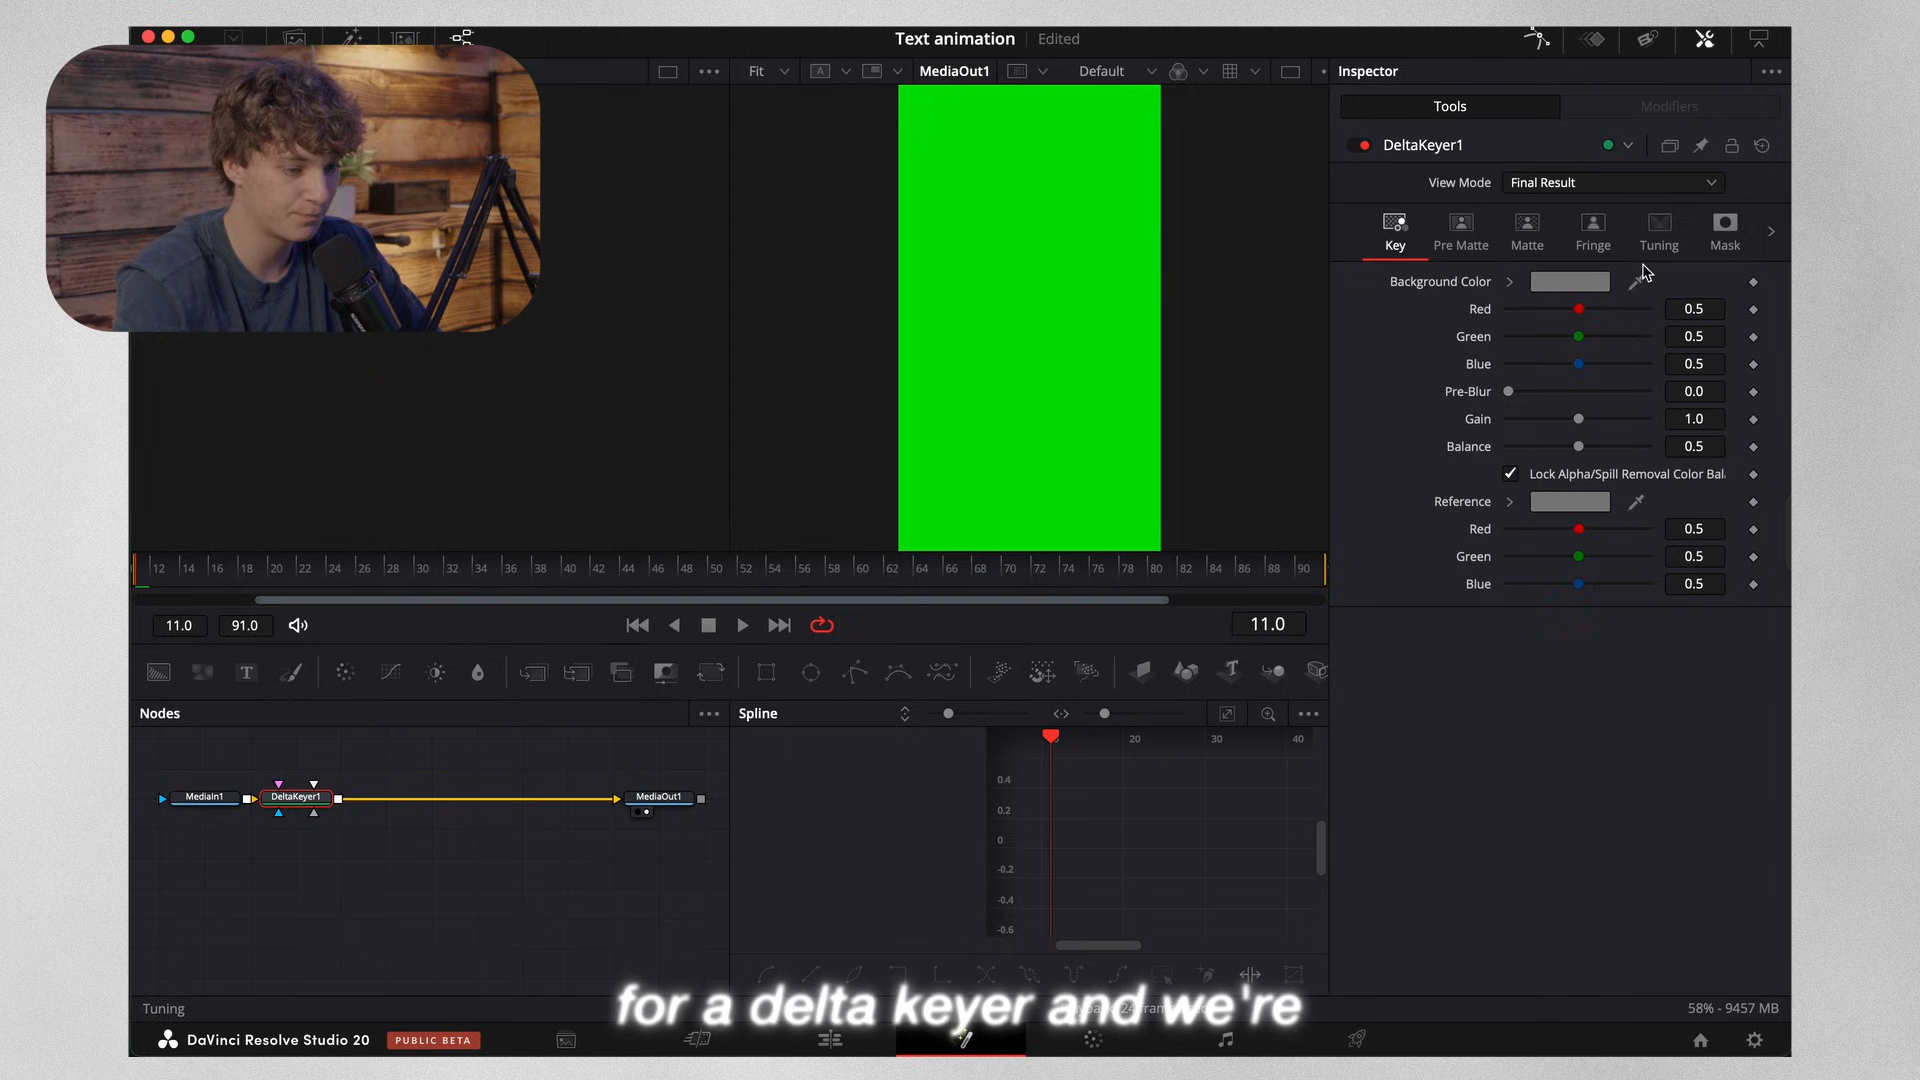 Text animation Edited
Fit A MediaOut1 Default Inspector
Tools Modifiers
DeltaKeyer1
View Mode Final Result
Key Pre Matte Matte Fringe Tuning Mask
Background Color
Red 0.5
Green 0.5
Blue 0.5
Pre-Blur 0.0
Gain 1.0
Balance 0.5
Lock Alpha/Spill Removal Color Bal
Reference
Red 0.5
Green 0.5
Blue 0.5
12 14 16 18 20 22 24 26 28 30 32 34 36 38 40 42 44 46 48 50 52 54 56 58 60 62 64 66 68 70 72 74 76 78 80 82 84 86 88 90
11.0 91.0 11.0
T T
Nodes Spline
20 30 40
0.4
0.2
0
-0.2
-0.4
-0.6
MediaIn1 DeltaKeyer1 MediaOut1
for a delta keyer and we're
Tuning 58% - 9457 MB
DaVinci Resolve Studio 20 PUBLIC BETA